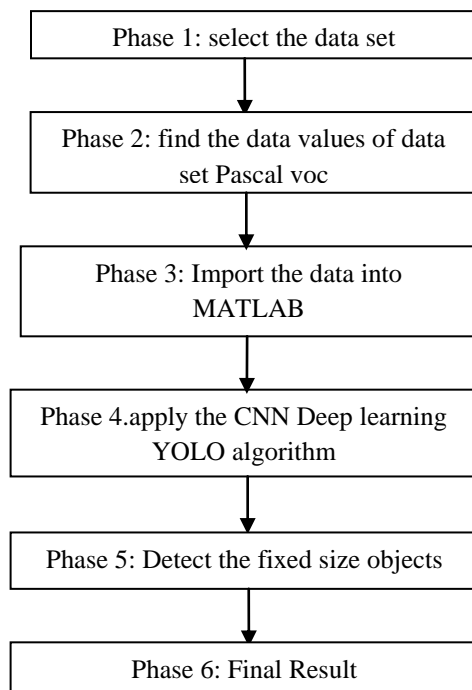 Phase 1: select the data set
Phase 2: find the data values of data
set Pascal voc
Phase 3: Import the data into
MATLAB
Phase 4.apply the CNN Deep learning
YOLO algorithm
Phase 5: Detect the fixed size objects
Phase 6: Final Result